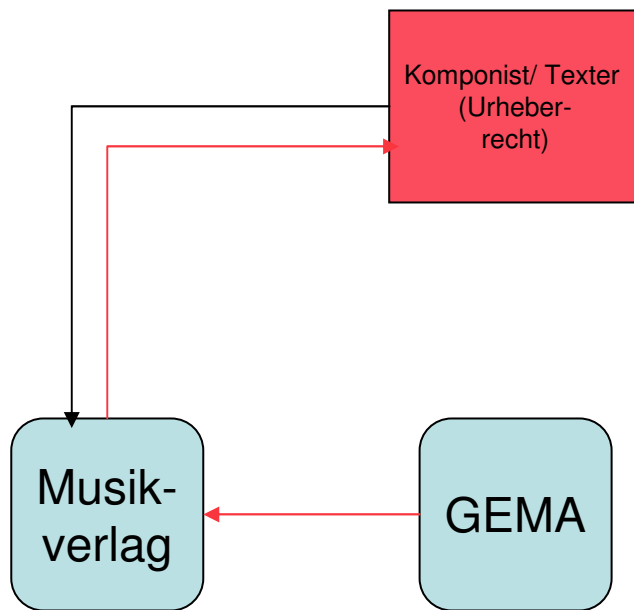 Komponist/ Texter
(Urheber-
recht)
Musik-
verlag
GEMA